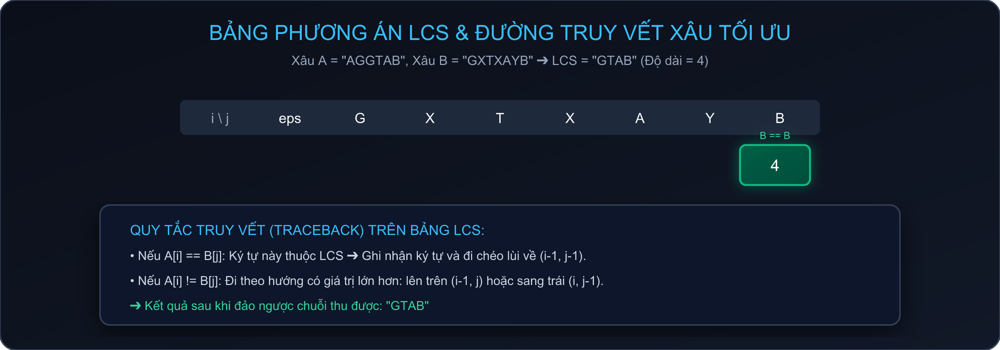 BẢNG PHƯƠNG ÁN LCS & ĐƯỜNG TRUY VẾT XÂU TỐI ƯU
Xâu A = "AGGTAB", Xâu B = "GXTXAYB" ➔ LCS = "GTAB" (Độ dài = 4)
i \ j eps G X T X A Y B
B == B
4
QUY TẮC TRUY VẾT (TRACEBACK) TRÊN BẢNG LCS:
• Nếu A[i] == B[j]: Ký tự này thuộc LCS ➔ Ghi nhận ký tự và đi chéo lùi về (i-1, j-1).
• Nếu A[i] != B[j]: Đi theo hướng có giá trị lớn hơn: lên trên (i-1, j) hoặc sang trái (i, j-1).
➔ Kết quả sau khi đảo ngược chuỗi thu được: "GTAB"